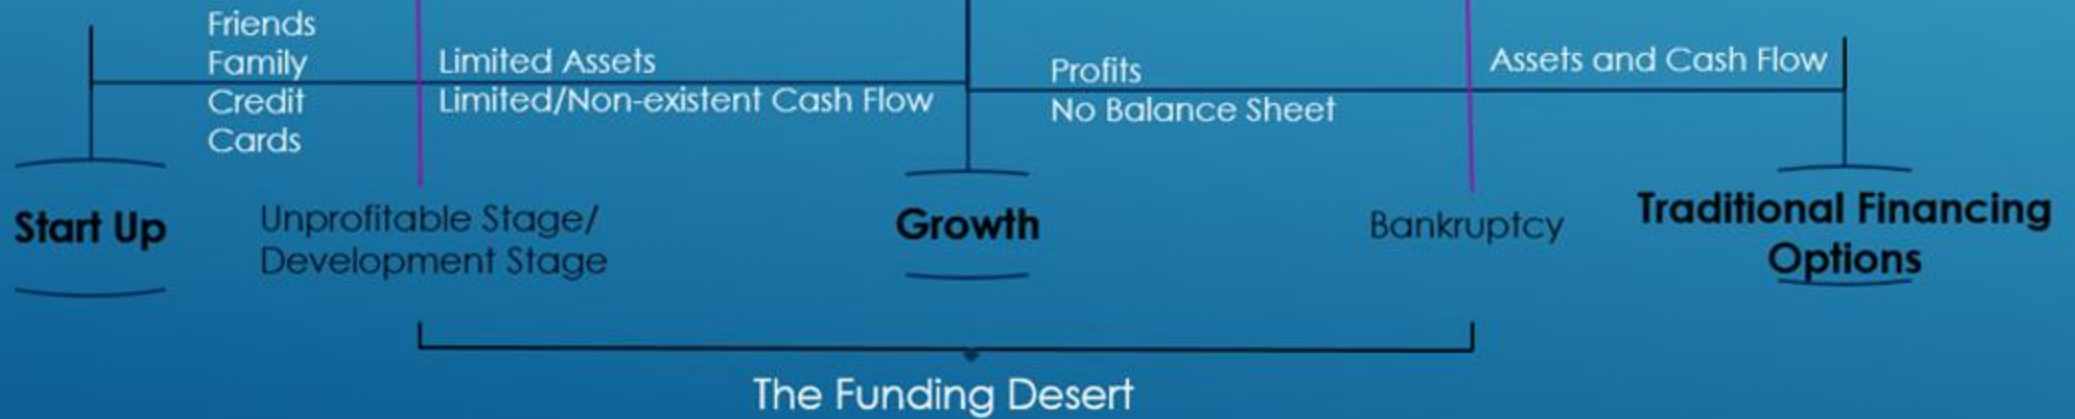 Friends
Family
Credit
Cards
Limited Assets
Limited/Non-existent Cash Flow
Profits
No Balance Sheet
Assets and Cash Flow
Start Up
Unprofitable Stage/
Development Stage
Growth
Bankruptcy
Traditional Financing
Options
The Funding Desert